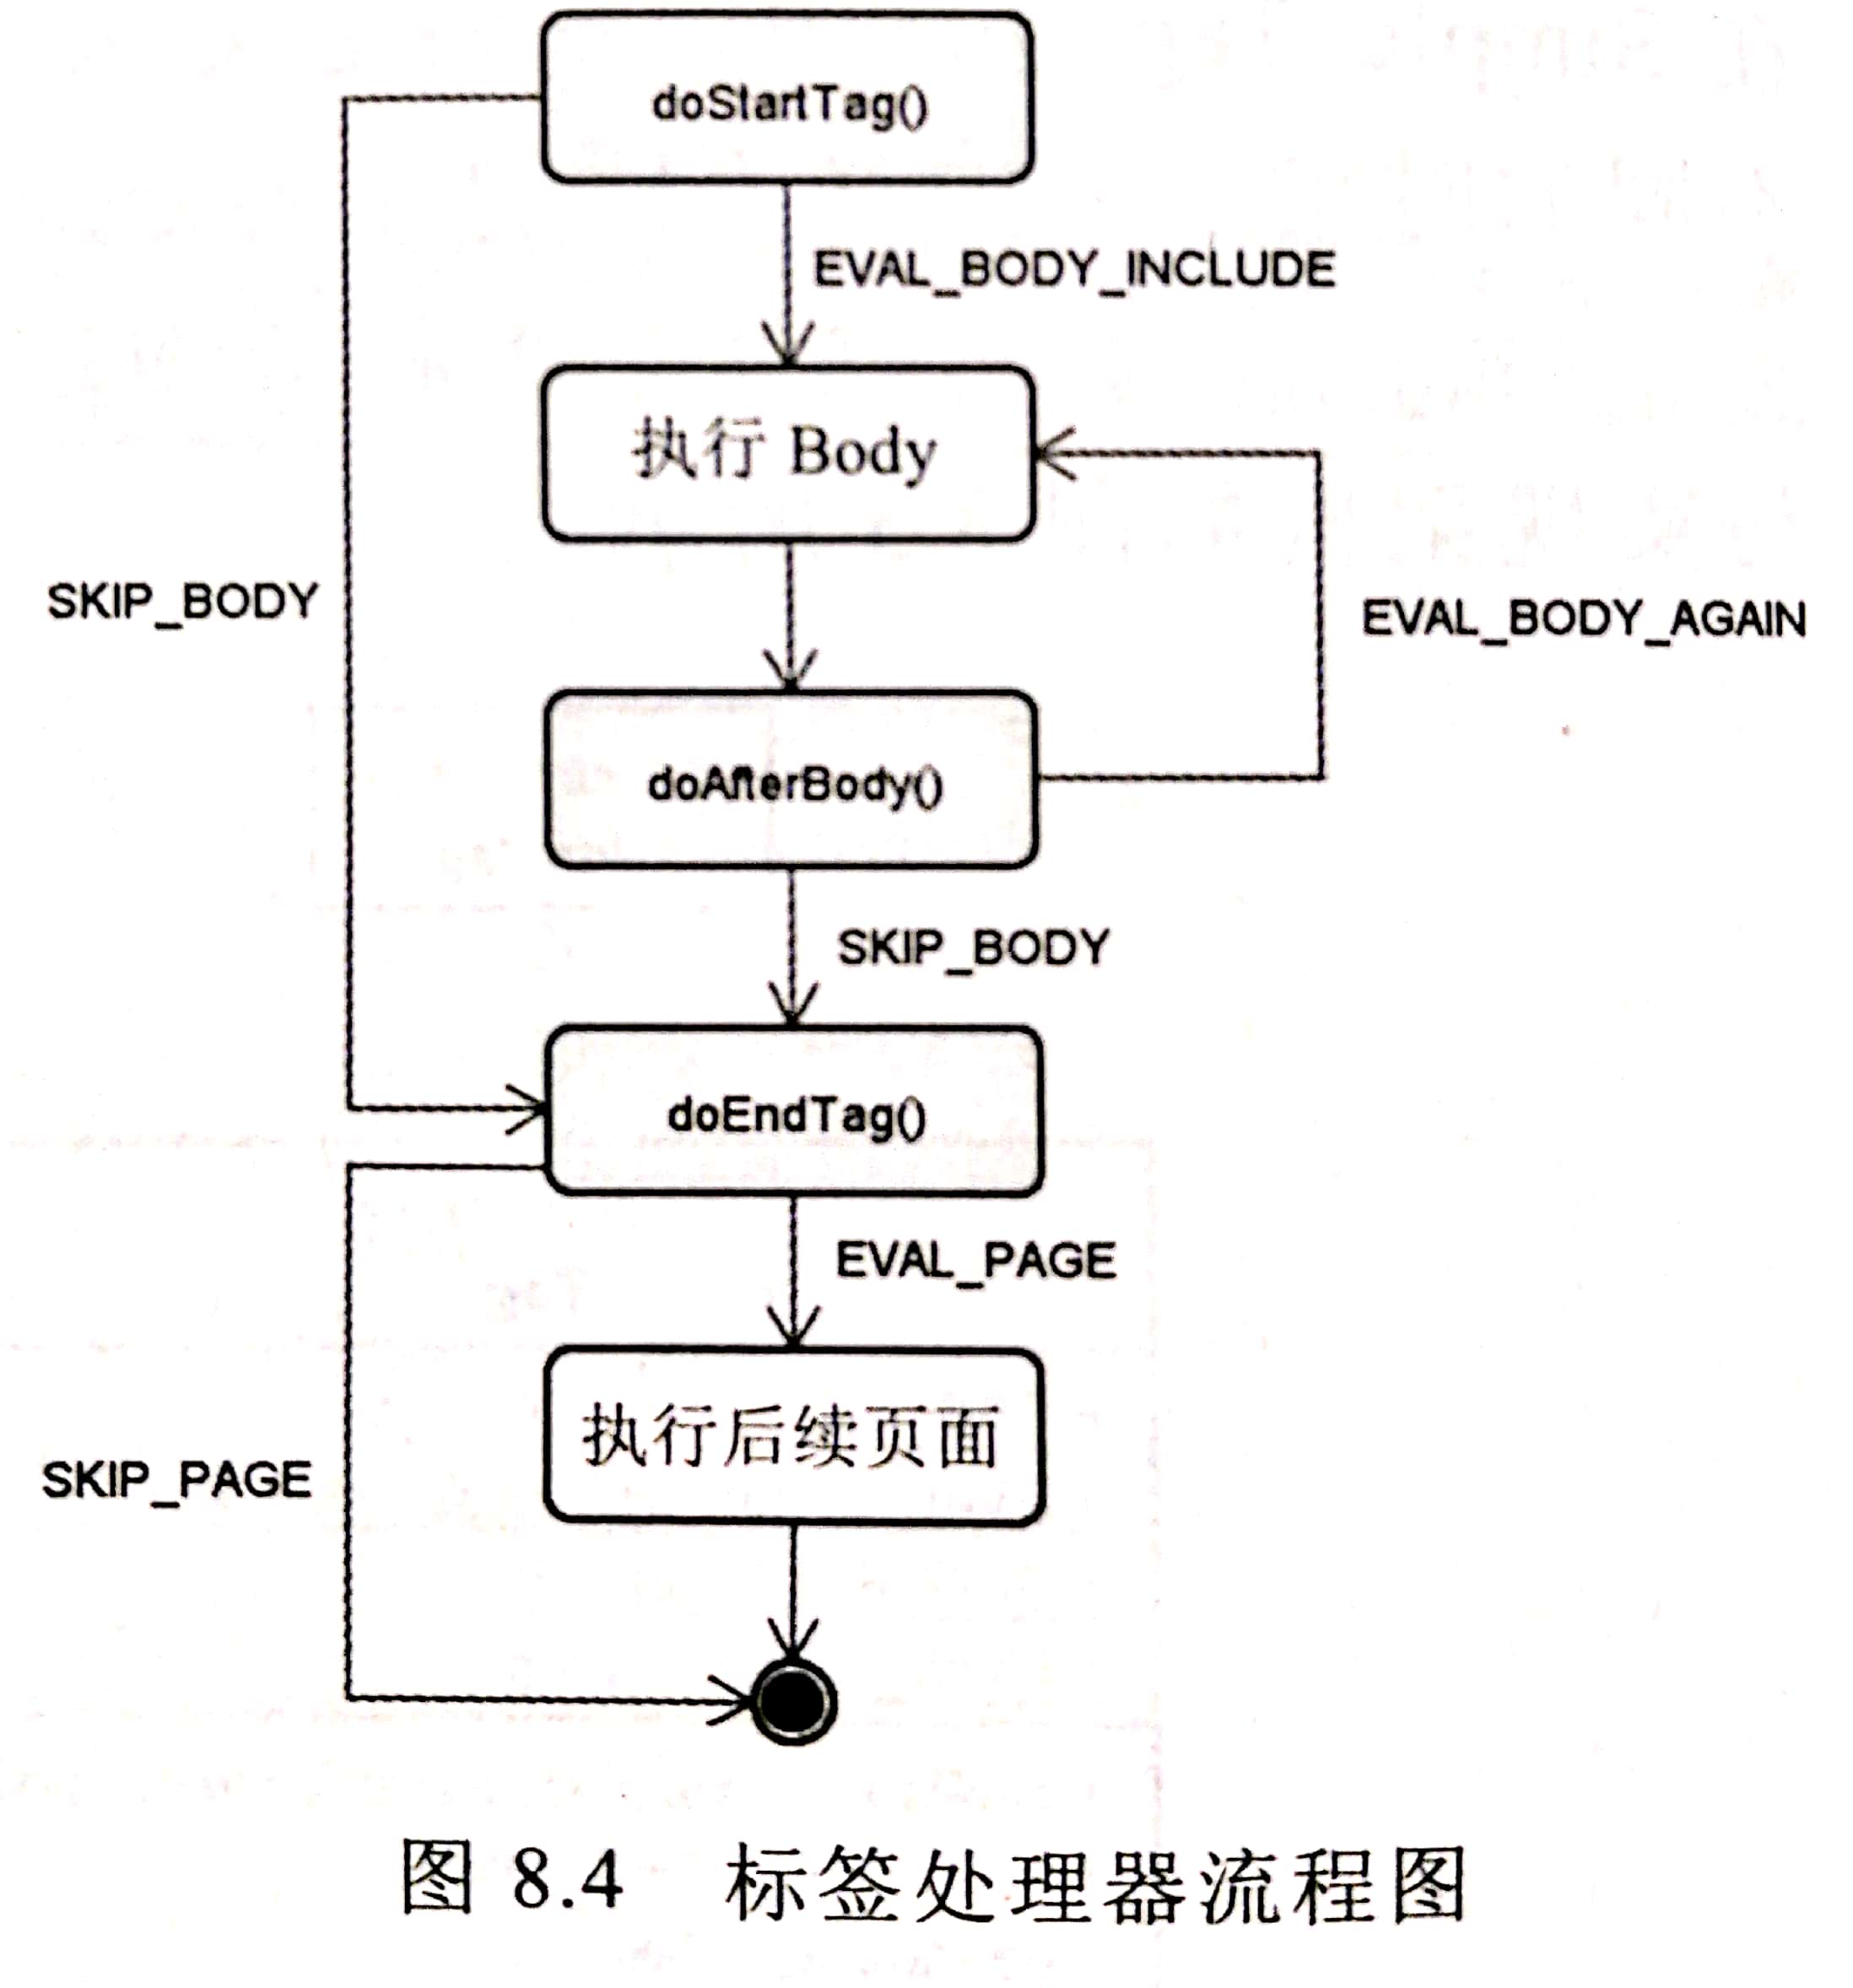 doStartTag()
EVAL_BODY_INCLUDE
执行 Body
SKIP_BODY
EVAL_BODY_AGAIN
doAfterBody()
SKIP_BODY
doEndTag()
EVAL_PAGE
执行后续页面
SKIP_PAGE
图 8.4 标签处理器流程图